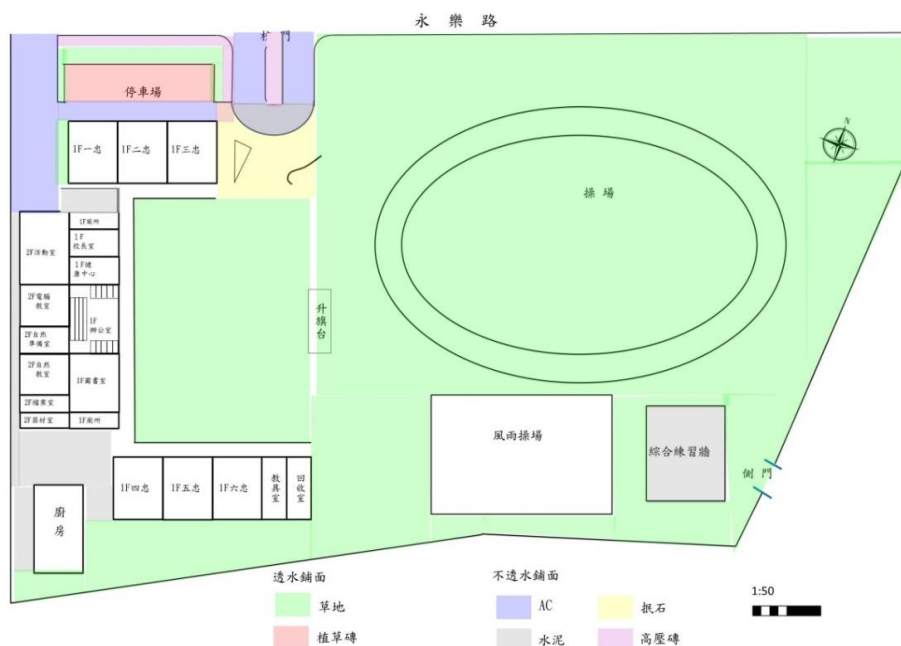 永樂路
門
停車場
N
1F一忠
1F二忠
1F三忠
操場
1F廁所
1F
校長室
2F活動室
1F健
康中心
2F電腦
教室
1F
辦公室
升旗台
2F自然
準備室
2F自然
教室
1F圖書室
2F檔案室
2F器材室
1F廁所
風雨操場
綜合練習牆
側門
1F四忠
1F五忠
1F六忠
教具室
回收室
廚房
透水鋪面
不透水鋪面
草地
AC
抿石
1:50
植草磚
水泥
高壓磚